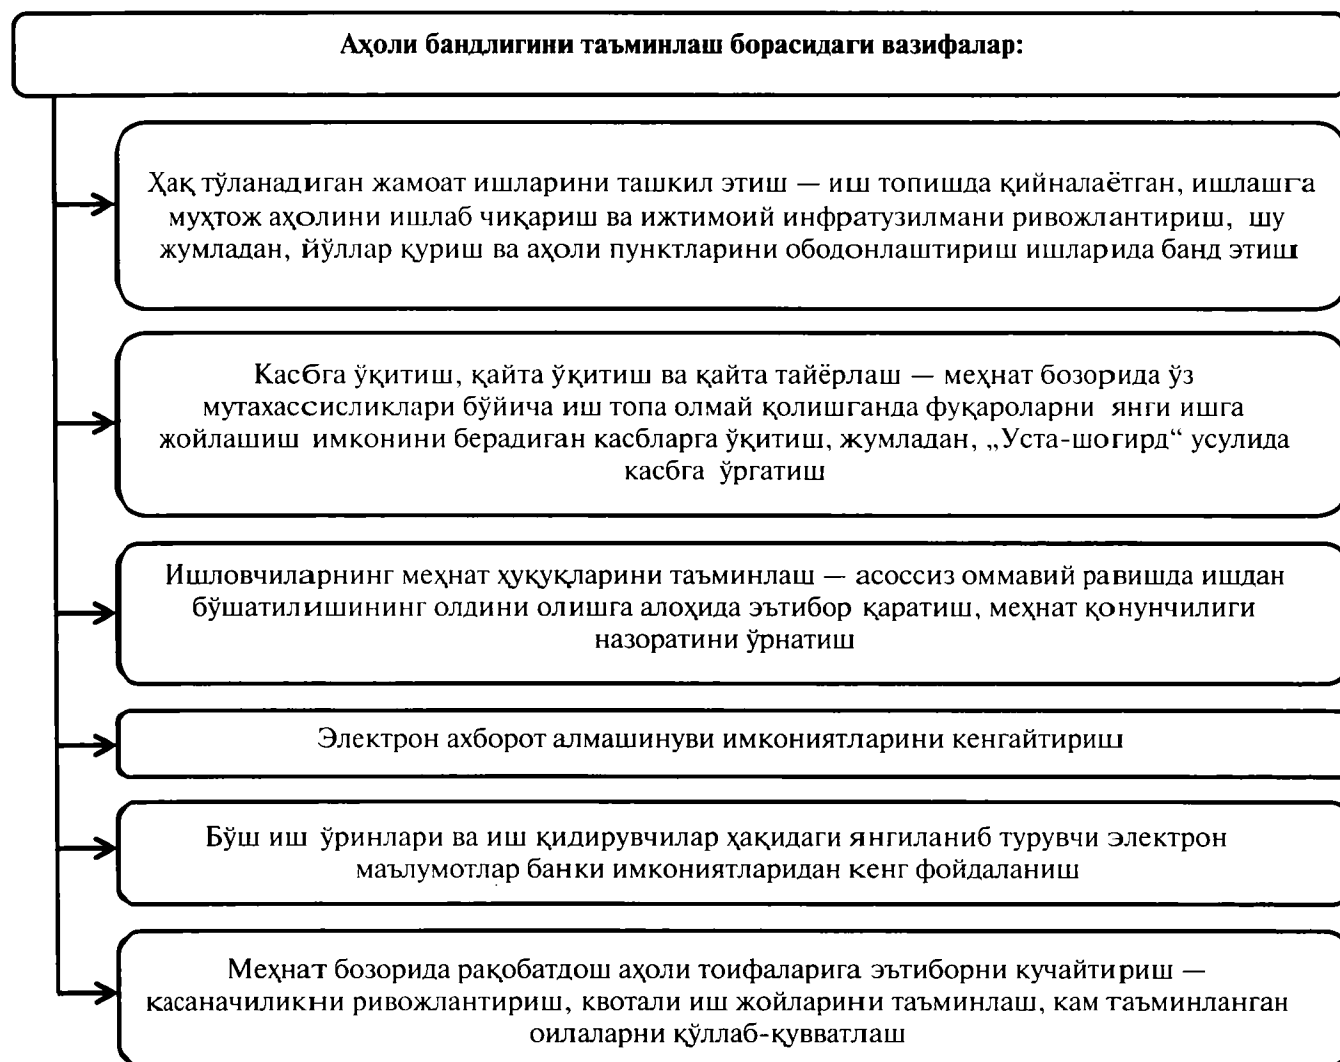 Аҳоли бандлигини таъминлаш борасидаги вазифалар:
Ҳақ тўланадиган жамоат ишларини ташкил этиш — иш топишда қийналаётган, ишлашга
муҳтож аҳолини ишлаб чиқариш ва ижтимоий инфратузилмани ривожлантириш, шу
жумладан, йўллар қуриш ва аҳоли пунктларини ободонлаштириш ишларида банд этиш
Касбга ўқитиш, қайта ўқитиш ва қайта тайёрлаш — меҳнат бозорида ўз
мутахассисликлари бўйича иш топа олмай қолишганда фуқароларни янги ишга
жойлашиш имконини берадиган касбларга ўқитиш, жумладан, „Уста-шогирд“ усулида
касбга ўргатиш
Ишловчиларнинг меҳнат ҳуқуқларини таъминлаш — асоссиз оммавий равишда ишдан
бўшатилишининг олдини олишга алоҳида эътибор қаратиш, меҳнат қонунчилиги
назоратини ўрнатиш
Электрон ахборот алмашинуви имкониятларини кенгайтириш
Бўш иш ўринлари ва иш қидирувчилар ҳақидаги янгиланиб турувчи электрон
маълумотлар банки имкониятларидан кенг фойдаланиш
Меҳнат бозорида рақобатдош аҳоли тоифаларига эътиборни кучайтириш —
касаначиликни ривожлантириш, квотали иш жойларини таъминлаш, кам таъминланган
оилаларни қўллаб-қувватлаш